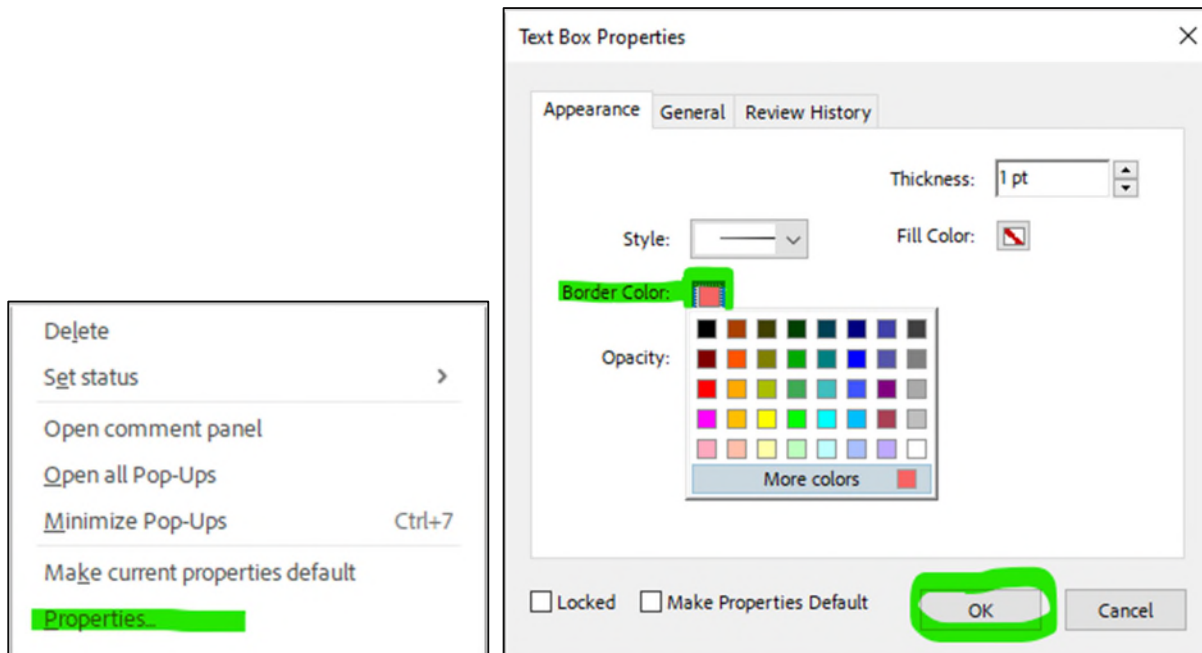 Delete
Set status
Open comment panel
Open all Pop-Ups
Minimize Pop-Ups Ctrl+7
Make current properties default
Properties...
Text Box Properties
Appearance General Review History
Thickness: 1 pt
Style: Fill Color:
Border Color:
Opacity:
More colors
Locked Make Properties Default OK Cancel